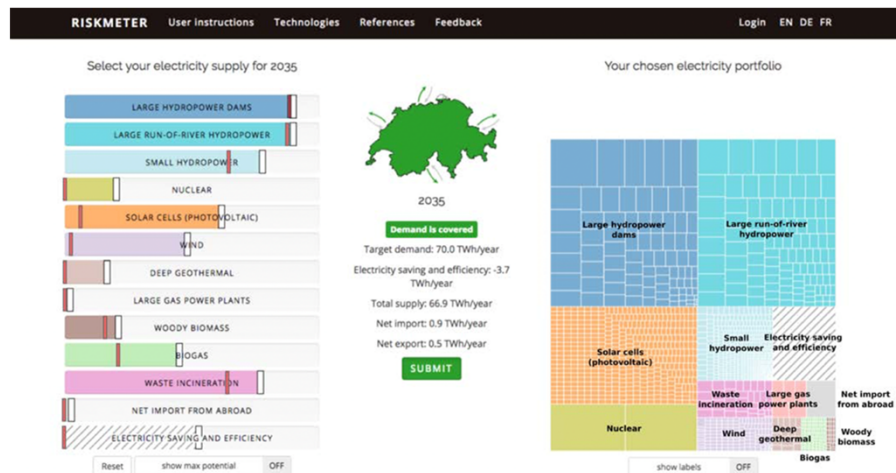 RISKMETER User instructions Technologies References Feedback Login EN DE FR
Select your electricity supply for 2035
LARGE HYDROPOWER DAMS
LARGE RUN-OF-RIVER HYDROPOWER
SMALL HYDROPOWER
NUCLEAR
SOLAR CELLS (PHOTOVOLTAIC)
WIND
DEEP GEOTHERMAL
LARGE GAS POWER PLANTS
WOODY BIOMASS
BIOGAS
WASTE INCINERATION
NET IMPORT FROM ABROAD
ELECTRICITY SAVING AND EFFICIENCY
Reset show max potential OFF
2035
Demand is covered
Target demand: 70.0 TWh/year
Electricity saving and efficiency: -3.7
TWh/year
Total supply: 66.9 TWh/year
Net import: 0.9 TWh/year
Net export: 0.5 TWh/year
SUBMIT
Your chosen electricity portfolio
Large hydropower
dams
Large run-of-river
hydropower
Solar cells
(photovoltaic)
Small
hydropower
Electricity saving
and efficiency
Nuclear
Waste
incineration
Large gas
power plants
Net import
from abroad
Wind
Deep
geothermal
Woody
biomass
Biogas
show labels OFF